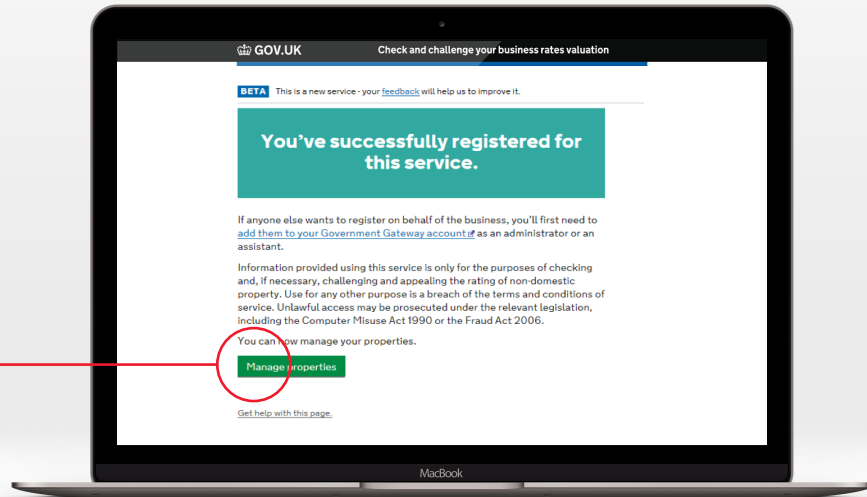 GOV.UK
Check and challenge your business rates valuation
BETA This is a new service - your feedback will help us to improve it.
You've successfully registered for
this service.
If anyone else wants to register on behalf of the business, you'll first need to
add them to your Government Gateway account as an administrator or an
assistant.
Information provided using this service is only for the purposes of checking
and, if necessary, challenging and appealing the rating of non-domestic
property. Use for any other purpose is a breach of the terms and conditions of
service. Unlawful access may be prosecuted under the relevant legislation,
including the Computer Misuse Act 1990 or the Fraud Act 2006.
You can now manage your properties.
Manage properties
Get help with this page.
MacBook